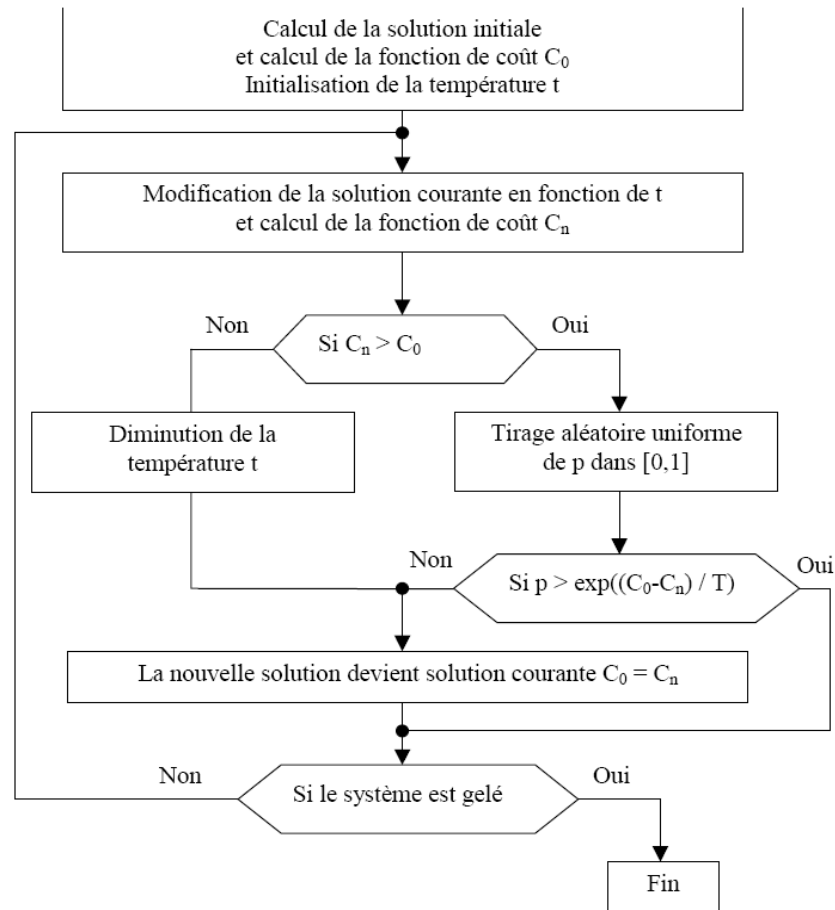 Calcul de la solution initiale
et calcul de la fonction de coût C₀
Initialisation de la température t
Modification de la solution courante en fonction de t
et calcul de la fonction de coût Cₙ
Non
Si Cₙ > C₀
Oui
Diminution de la
température t
Tirage aléatoire uniforme
de p dans [0,1]
Non
Si p > exp((C₀-Cₙ) / T)
Oui
La nouvelle solution devient solution courante C₀ = Cₙ
Non
Si le système est gelé
Oui
Fin